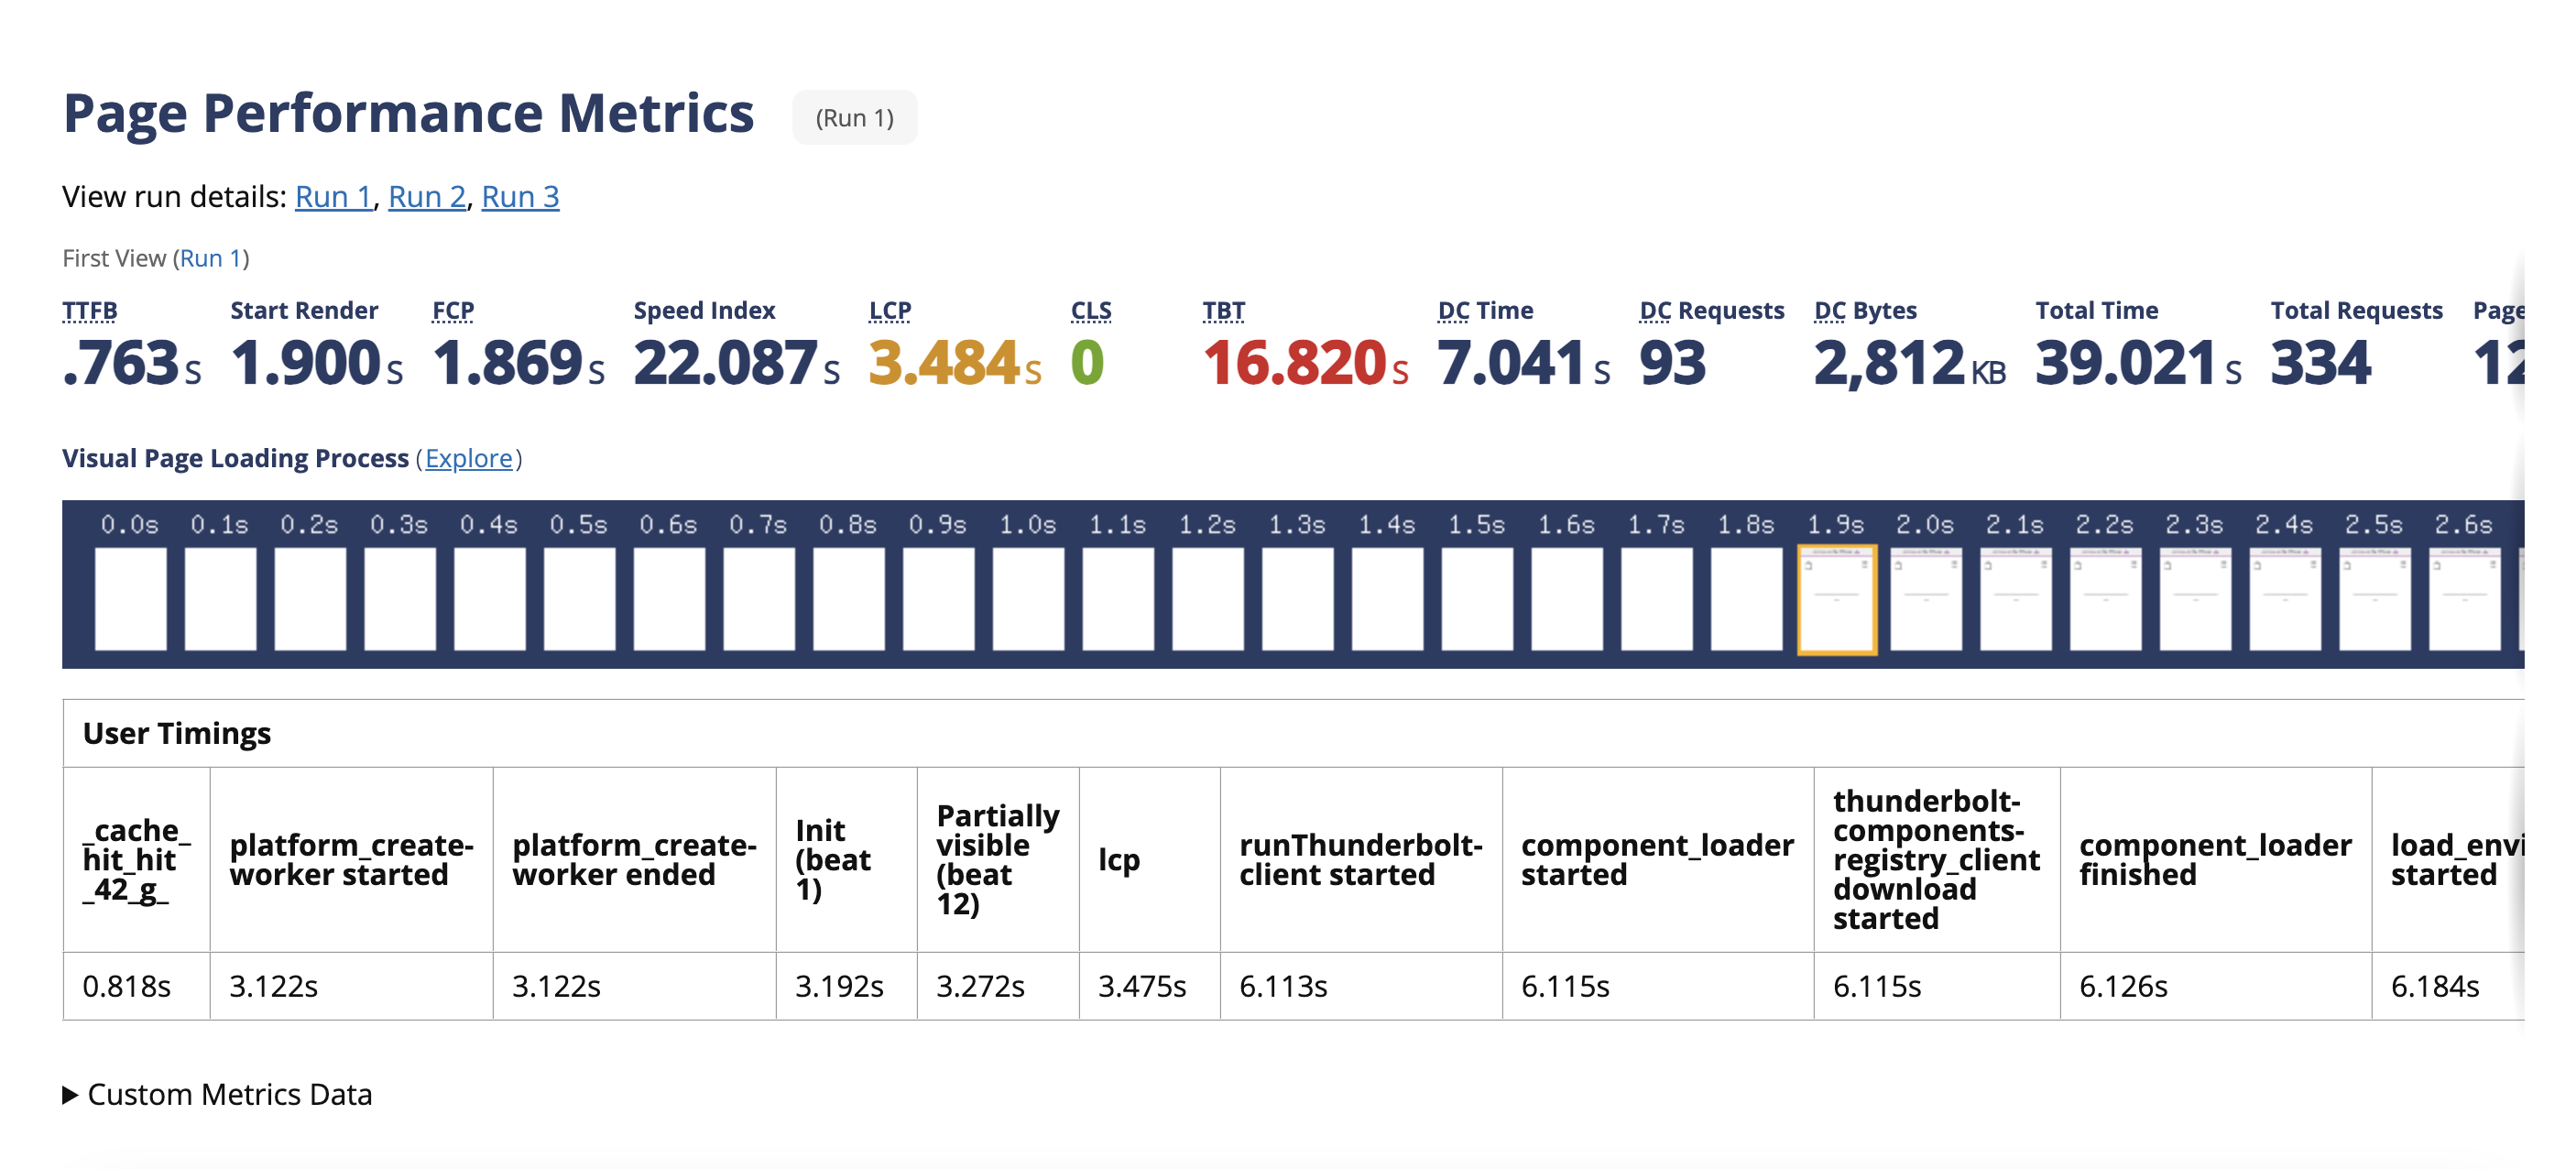 Page Performance Metrics (Run 1)
View run details: Run 1, Run 2, Run 3
First View (Run 1)
TTFB Start Render FCP Speed Index LCP CLS TBT DC Time DC Requests DC Bytes Total Time Total Requests Page
.763s 1.900s 1.869s 22.087s 3.484s 0 16.820s 7.041s 93 2,812KB 39.021s 334 12
Visual Page Loading Process (Explore)
0.0s 0.1s 0.2s 0.3s 0.4s 0.5s 0.6s 0.7s 0.8s 0.9s 1.0s 1.1s 1.2s 1.3s 1.4s 1.5s 1.6s 1.7s 1.8s 1.9s 2.0s 2.1s 2.2s 2.3s 2.4s 2.5s 2.6s
User Timings
_cache_
hit_hit
_42_g_
platform_create-
worker started
platform_create-
worker ended
Init
(beat
1)
Partially
visible
(beat
12)
lcp
runThunderbolt-
client started
component_loader
started
thunderbolt-
components-
registry_client
download
started
component_loader
finished
load_envi
started
0.818s 3.122s 3.122s 3.192s 3.272s 3.475s 6.113s 6.115s 6.115s 6.126s 6.184s
Custom Metrics Data